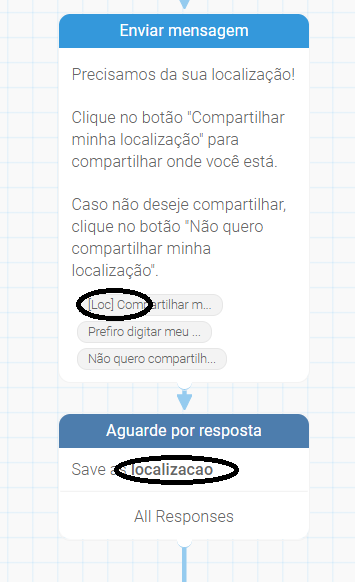 Enviar mensagem
Precisamos da sua localização!
Clique no botão "Compartilhar
minha localização" para
compartilhar onde você está.
Caso não deseje compartilhar,
clique no botão "Não quero
compartilhar minha
localização".
[Loc] Compartilhar m...
Prefiro digitar meu ...
Não quero compartilh...
Aguarde por resposta
Save as localizacao
All Responses